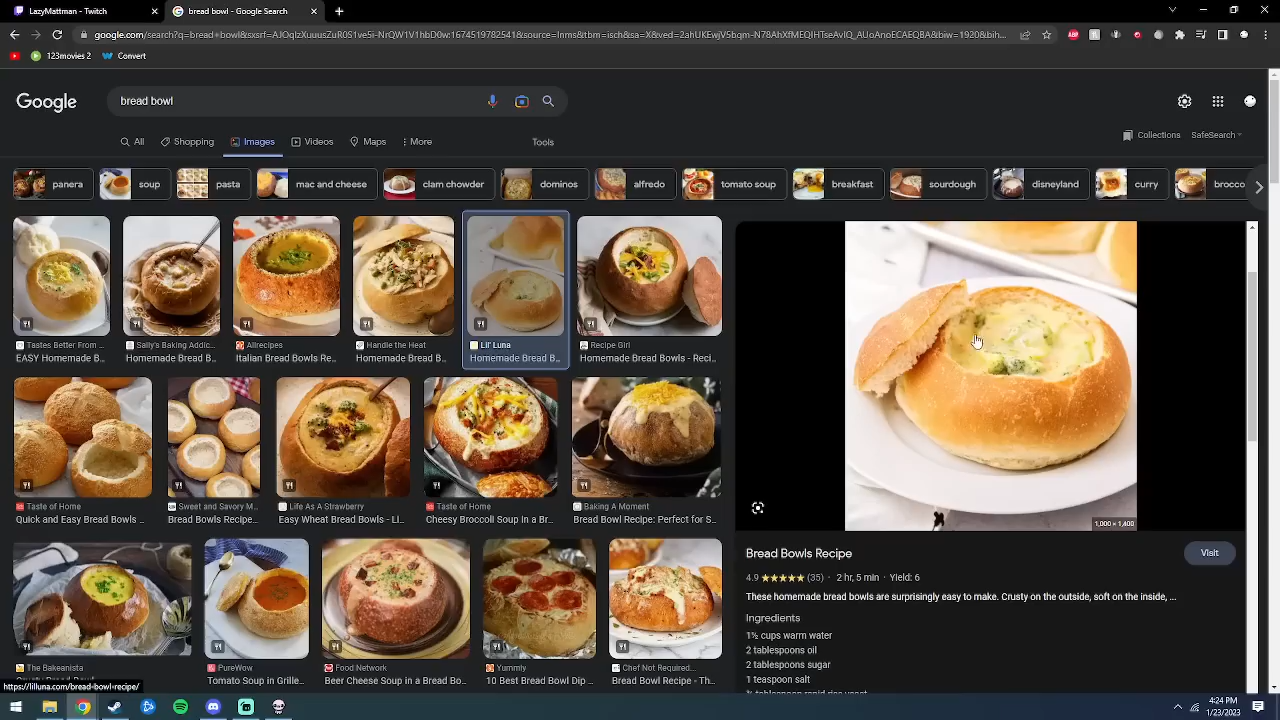 LazyMattman - Twitch
bread bowl - Google Search
123movies 2
Convert
Google
bread bowl
All
Shopping
Images
Videos
Maps
More
Tools
Collections
SafeSearch
panera
soup
pasta
mac and cheese
clam chowder
dominos
alfredo
tomato soup
breakfast
sourdough
disneyland
curry
brocco
Tastes Better From ...
EASY Homemade B...
Sally's Baking Addic...
Homemade Bread B...
Allrecipes
Italian Bread Bowls Re...
Handle the Heat
Homemade Bread B...
Lil' Luna
Homemade Bread B...
Recipe Girl
Homemade Bread Bowls - Reci...
1,000 × 1,400
Taste of Home
Quick and Easy Bread Bowls ...
Sweet and Savory M...
Bread Bowl
Life As A Strawberry
Easy Wheat Bread Bowls - Li...
Taste of Home
Cheesy Broccoli Soup in a Br...
Baking A Moment
Bread Bowl Recipe: Perfect for S...
Bread Bowls Recipe
Visit
4.9 ★★★★★ (35) · 2 hr, 5 min · Yield: 6
These homemade bread bowls are surprisingly easy to make. Crusty on the outside, soft on the inside, ...
Ingredients
1⅔ cups warm water
2 tablespoons oil
2 tablespoons sugar
1 teaspoon salt
The Bakeanista
PureWow
Tomato Soup in Grille...
Food Network
Beer Cheese Soup in a Bread Bo...
Yummly
10 Best Bread Bowl Dip ...
Chef Not Required...
Bread Bowl Recipe - Th...
https://lilluna.com/bread-bowl-recipe/
4:24 PM
1/23/2023